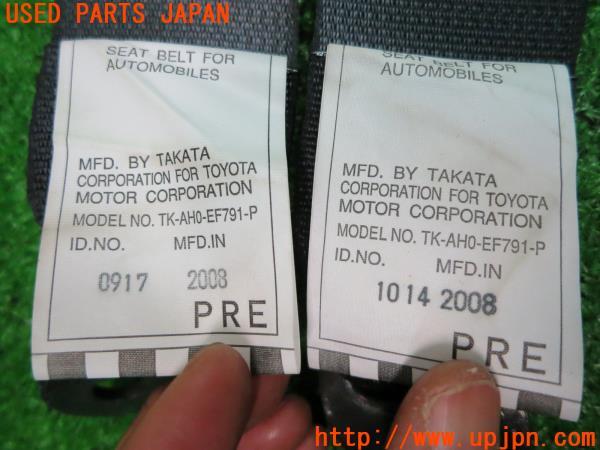 USED PARTS JAPAN
SEAT BELT FOR
AUTOMOBILES
MFD. BY TAKATA
CORPORATION FOR TOYOTA
MOTOR CORPORATION
MODEL NO. TK-AH0-EF791-P
ID.NO. MFD.IN
0917 2008
PRE
SEAT BELT FOR
AUTOMOBILES
MFD. BY TAKATA
CORPORATION FOR TOYOTA
MOTOR CORPORATION
MODEL NO. TK-AH0-EF791-P
ID.NO. MFD.IN
1014 2008
PRE
http://www.upjpn.com/